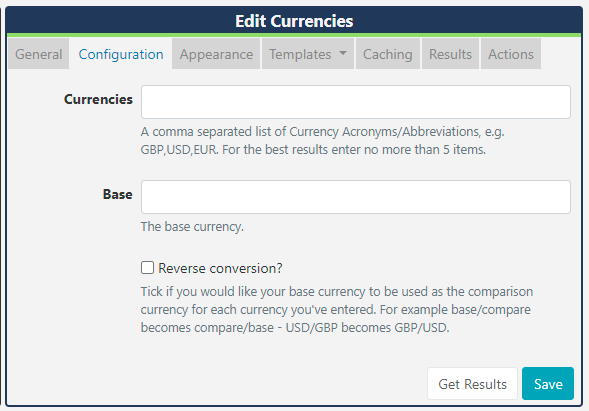 Edit Currencies
General Configuration Appearance Templates Caching Results Actions
Currencies
A comma separated list of Currency Acronyms/Abbreviations, e.g.
GBP,USD,EUR. For the best results enter no more than 5 items.
Base
The base currency.
Reverse conversion?
Tick if you would like your base currency to be used as the comparison
currency for each currency you've entered. For example base/compare
becomes compare/base - USD/GBP becomes GBP/USD.
Get Results Save